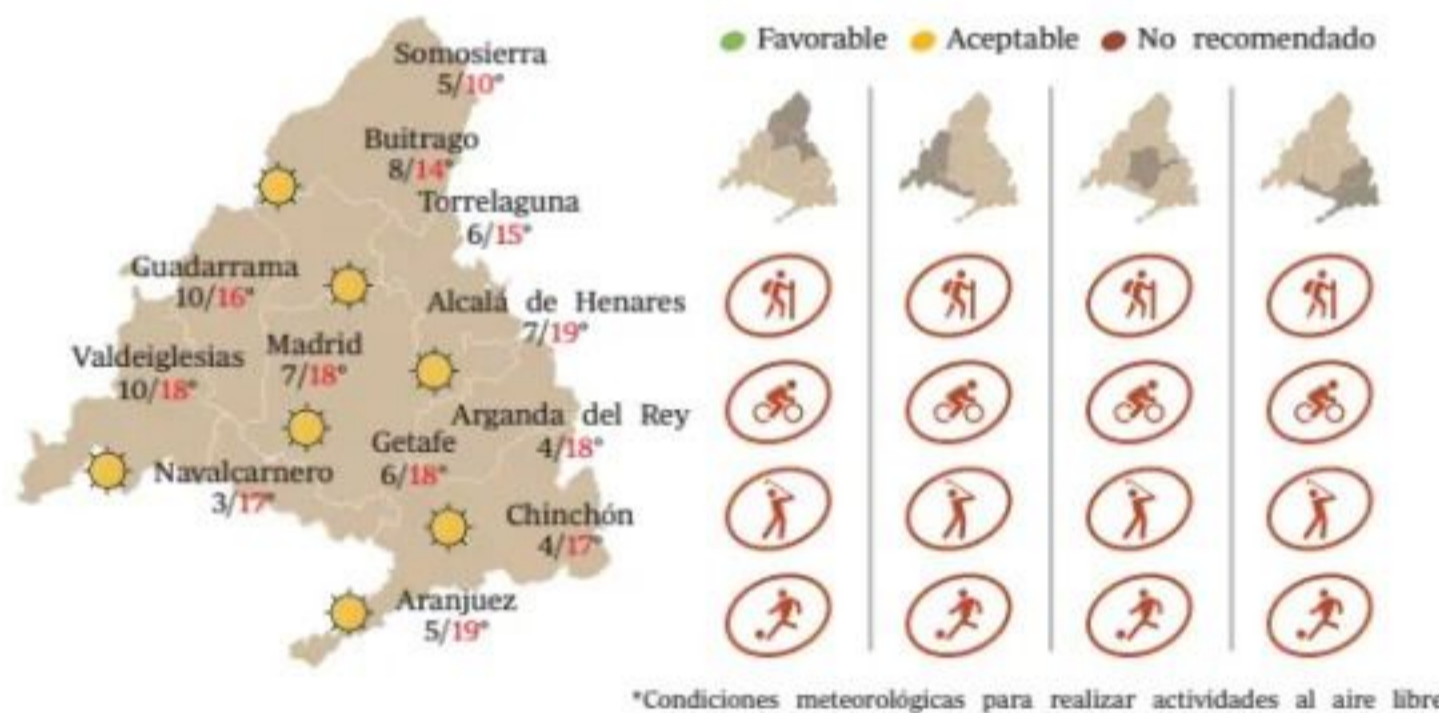 Somosierra
5/10°
Buitrago
8/14°
Torrelaguna
6/15°
Guadarrama
10/16°
Alcalá de Henares
7/19°
Valdeiglesias
10/18°
Madrid
7/18°
Arganda del Rey
4/18°
Getafe
6/18°
Navalcarnero
3/17°
Chinchón
4/17°
Aranjuez
5/19°
Favorable Aceptable No recomendado
*Condiciones meteorológicas para realizar actividades al aire libre